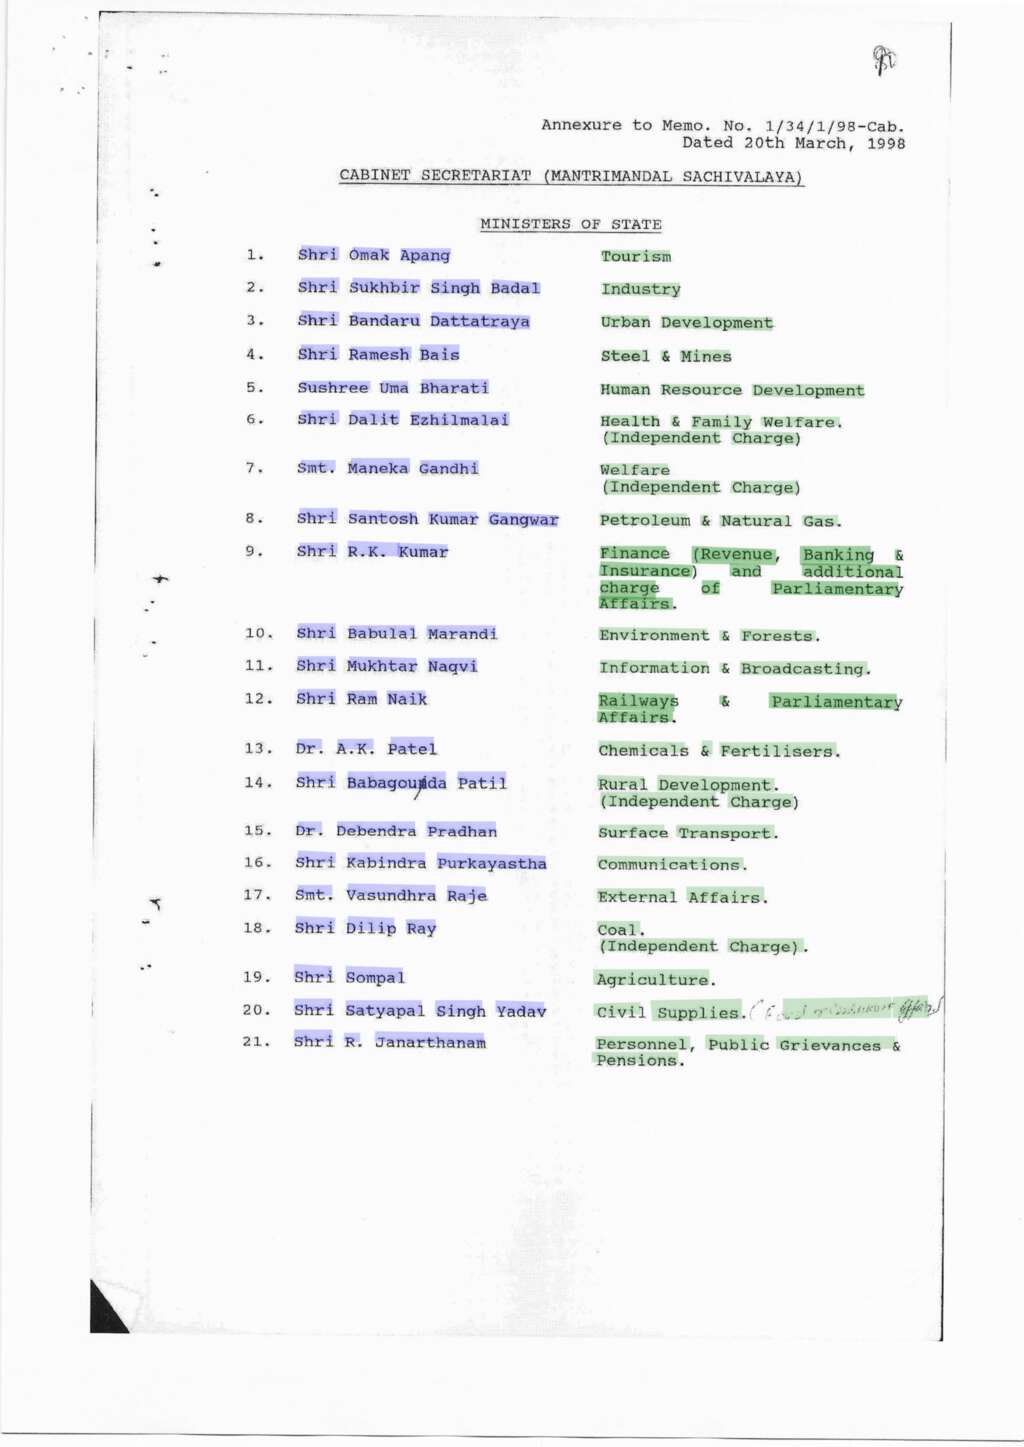 Annexure to Memo. No. 1/34/1/98-Cab.
Dated 20th March, 1998
CABINET SECRETARIAT (MANTRIMANDAL SACHIVALAYA)
MINISTERS OF STATE
1. Shri Omak Apang Tourism
2. Shri Sukhbir Singh Badal Industry
3. Shri Bandaru Dattatraya Urban Development
4. Shri Ramesh Bais Steel & Mines
5. Sushree Uma Bharati Human Resource Development
6. Shri Dalit Ezhilmalai Health & Family Welfare.
(Independent Charge)
7. Smt. Maneka Gandhi Welfare
(Independent Charge)
8. Shri Santosh Kumar Gangwar Petroleum & Natural Gas.
9. Shri R.K. Kumar Finance (Revenue, Banking &
Insurance) and additional
charge of Parliamentary
Affairs.
10. Shri Babulal Marandi Environment & Forests.
11. Shri Mukhtar Naqvi Information & Broadcasting.
12. Shri Ram Naik Railways & Parliamentary
Affairs.
13. Dr. A.K. Patel Chemicals & Fertilisers.
14. Shri Babagouda Patil Rural Development.
(Independent Charge)
15. Dr. Debendra Pradhan Surface Transport.
16. Shri Kabindra Purkayastha Communications.
17. Smt. Vasundhra Raje External Affairs.
18. Shri Dilip Ray Coal.
(Independent Charge).
19. Shri Sompal Agriculture.
20. Shri Satyapal Singh Yadav Civil Supplies.
21. Shri R. Janarthanam Personnel, Public Grievances &
Pensions.